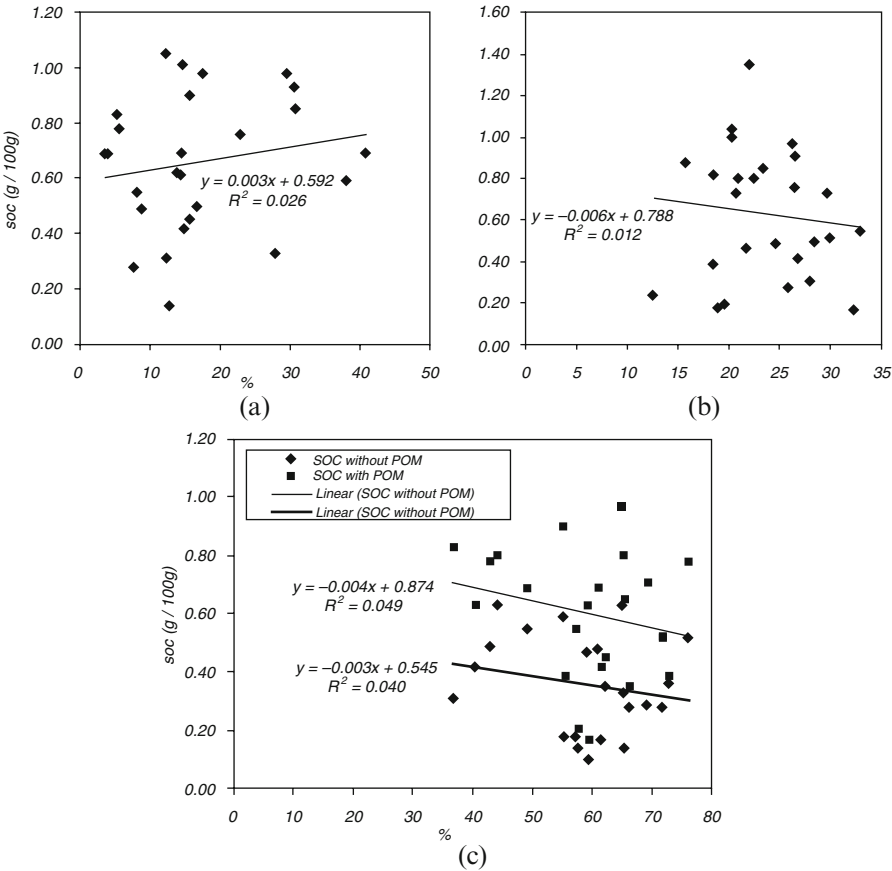 1.20
1.00
0.80
0.60
0.40
0.20
0.00
soc (g / 100g)
y = 0.003x + 0.592
R2 = 0.026
0 10 20 30 40 50
%
(a)
1.60
1.40
1.20
1.00
0.80
0.60
0.40
0.20
0.00
y = –0.006x + 0.788
R2 = 0.012
0 5 10 15 20 25 30 35
(b)
1.20
1.00
0.80
0.60
0.40
0.20
0.00
soc (g / 100g)
SOC without POM
SOC with POM
Linear (SOC without POM)
Linear (SOC without POM)
y = –0.004x + 0.874
R2 = 0.049
y = –0.003x + 0.545
R2 = 0.040
0 10 20 30 40 50 60 70 80
%
(c)